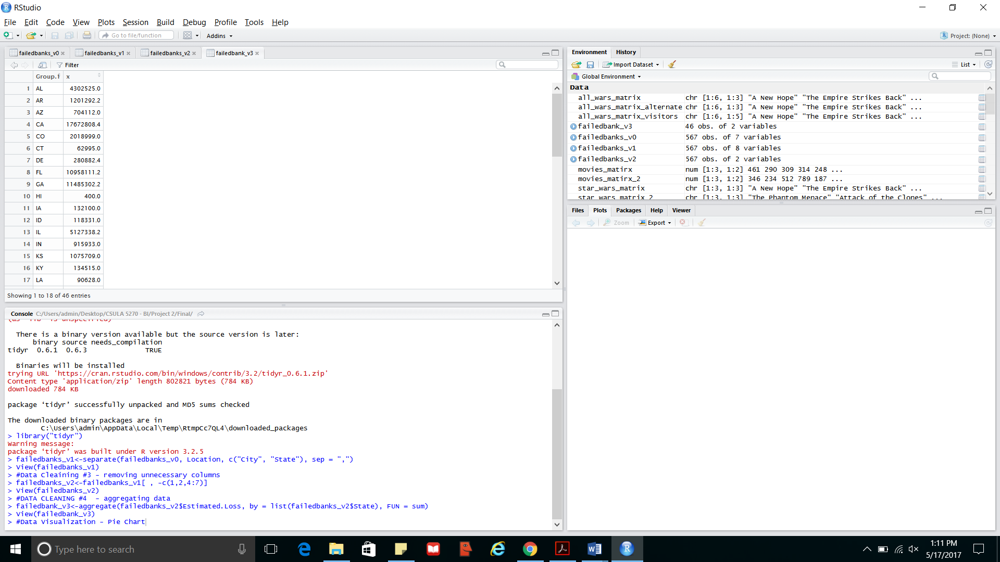 RStudio
File Edit Code View Plots Session Build Debug Profile Tools Help
Go to file/function Addins Project: (None)
failedbanks_v0 failedbanks_v1 failedbanks_v2 failedbank_v3
Filter
Group.1 x
1 AL 4302525.0
2 AR 1201292.2
3 AZ 704112.0
4 CA 17672808.4
5 CO 2018999.0
6 CT 62995.0
7 DE 280882.4
8 FL 10958111.2
9 GA 11485302.2
10 HI 400.0
11 IA 132100.0
12 ID 118331.0
13 IL 5127338.2
14 IN 915933.0
15 KS 1075709.0
16 KY 134515.0
17 LA 90628.0
Showing 1 to 18 of 46 entries
Console C:/Users/admin/Desktop/CSULA 5270 - BI/Project 2/Final/
(as ‘lib’ is unspecified)
There is a binary version available but the source version is later:
binary source needs_compilation
tidyr 0.6.1 0.6.3 TRUE
Binaries will be installed
trying URL 'https://cran.rstudio.com/bin/windows/contrib/3.2/tidyr_0.6.1.zip'
Content type 'application/zip' length 802821 bytes (784 KB)
downloaded 784 KB
package ‘tidyr’ successfully unpacked and MD5 sums checked
The downloaded binary packages are in
C:\Users\admin\AppData\Local\Temp\RtmpCc7QL4\downloaded_packages
> library("tidyr")
Warning message:
package ‘tidyr’ was built under R version 3.2.5
> failedbanks_v1<-separate(failedbanks_v0, Location, c("City", "State"), sep = ",")
> View(failedbanks_v1)
> #Data Cleaining #3 - removing unnecessary columns
> failedbanks_v2<-failedbanks_v1[ , -c(1,2,4:7)]
> View(failedbanks_v2)
> #DATA CLEANING #4 - aggregating data
> failedbank_v3<-aggregate(failedbanks_v2$Estimated.Loss, by = list(failedbanks_v2$State), FUN = sum)
> View(failedbank_v3)
> #Data Visualization - Pie Chart
Environment History
Import Dataset List
Global Environment
Data
all_wars_matrix chr [1:6, 1:3] "A New Hope" "The Empire Strikes Back" ...
all_wars_matrix_alternate chr [1:6, 1:3] "A New Hope" "The Empire Strikes Back" ...
all_wars_matrix_visitors chr [1:6, 1:5] "A New Hope" "The Empire Strikes Back" ...
failedbank_v3 46 obs. of 2 variables
failedbanks_v0 567 obs. of 7 variables
failedbanks_v1 567 obs. of 8 variables
failedbanks_v2 567 obs. of 2 variables
movies_matirx num [1:3, 1:2] 461 290 309 314 248 ...
movies_matirx_2 num [1:3, 1:2] 346 234 512 789 187 ...
star_wars_matrix chr [1:3, 1:3] "A New Hope" "The Empire Strikes Back" ...
star_wars_matrix_2 chr [1:3, 1:3] "The Phantom Menace" "Attack of the Clones" ...
Files Plots Packages Help Viewer
Zoom Export
Type here to search
1:11 PM
5/17/2017